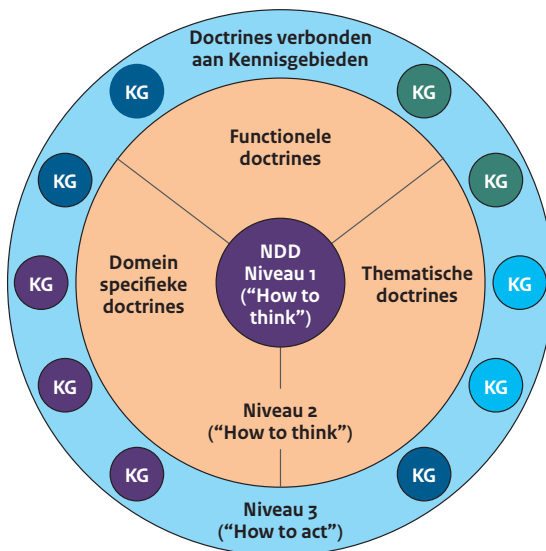 Doctrines verbonden
aan Kennisgebieden
KG
KG
Functionele
doctrines
KG
KG
NDD
Niveau 1
(“How to
think”)
Domein
specifieke
doctrines
Thematische
doctrines
KG
KG
KG
KG
Niveau 2
(“How to think”)
KG
KG
Niveau 3
(“How to act”)